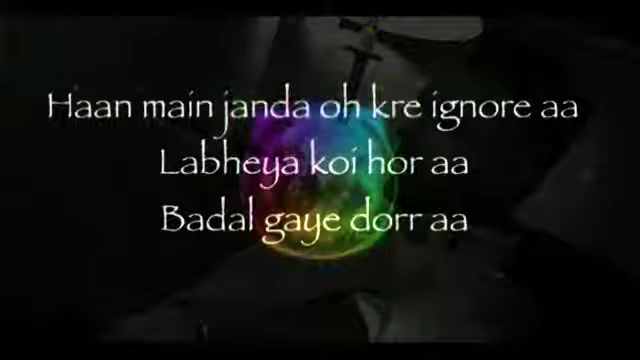 Haan main janda oh kre ignore aa
Labheya koi hor aa
Badal gaye dorr aa